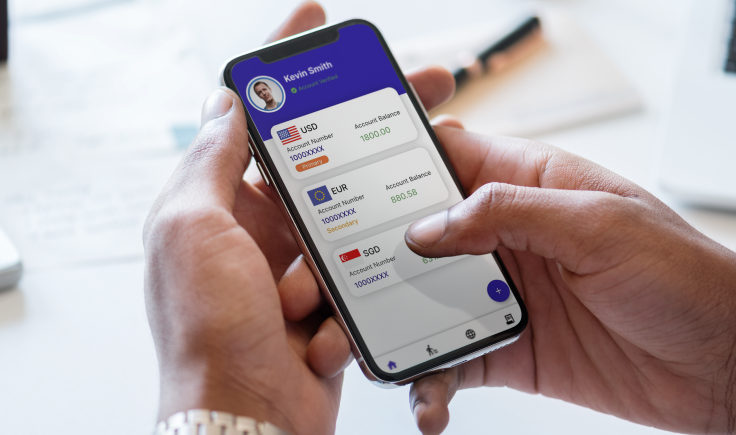 Kevin Smith
Account Verified
USD
Account Number
1000XXXX
Primary
Account Balance
1800.00
EUR
Account Number
1000XXXX
Secondary
Account Balance
880.58
SGD
Account Number
1000XXXX